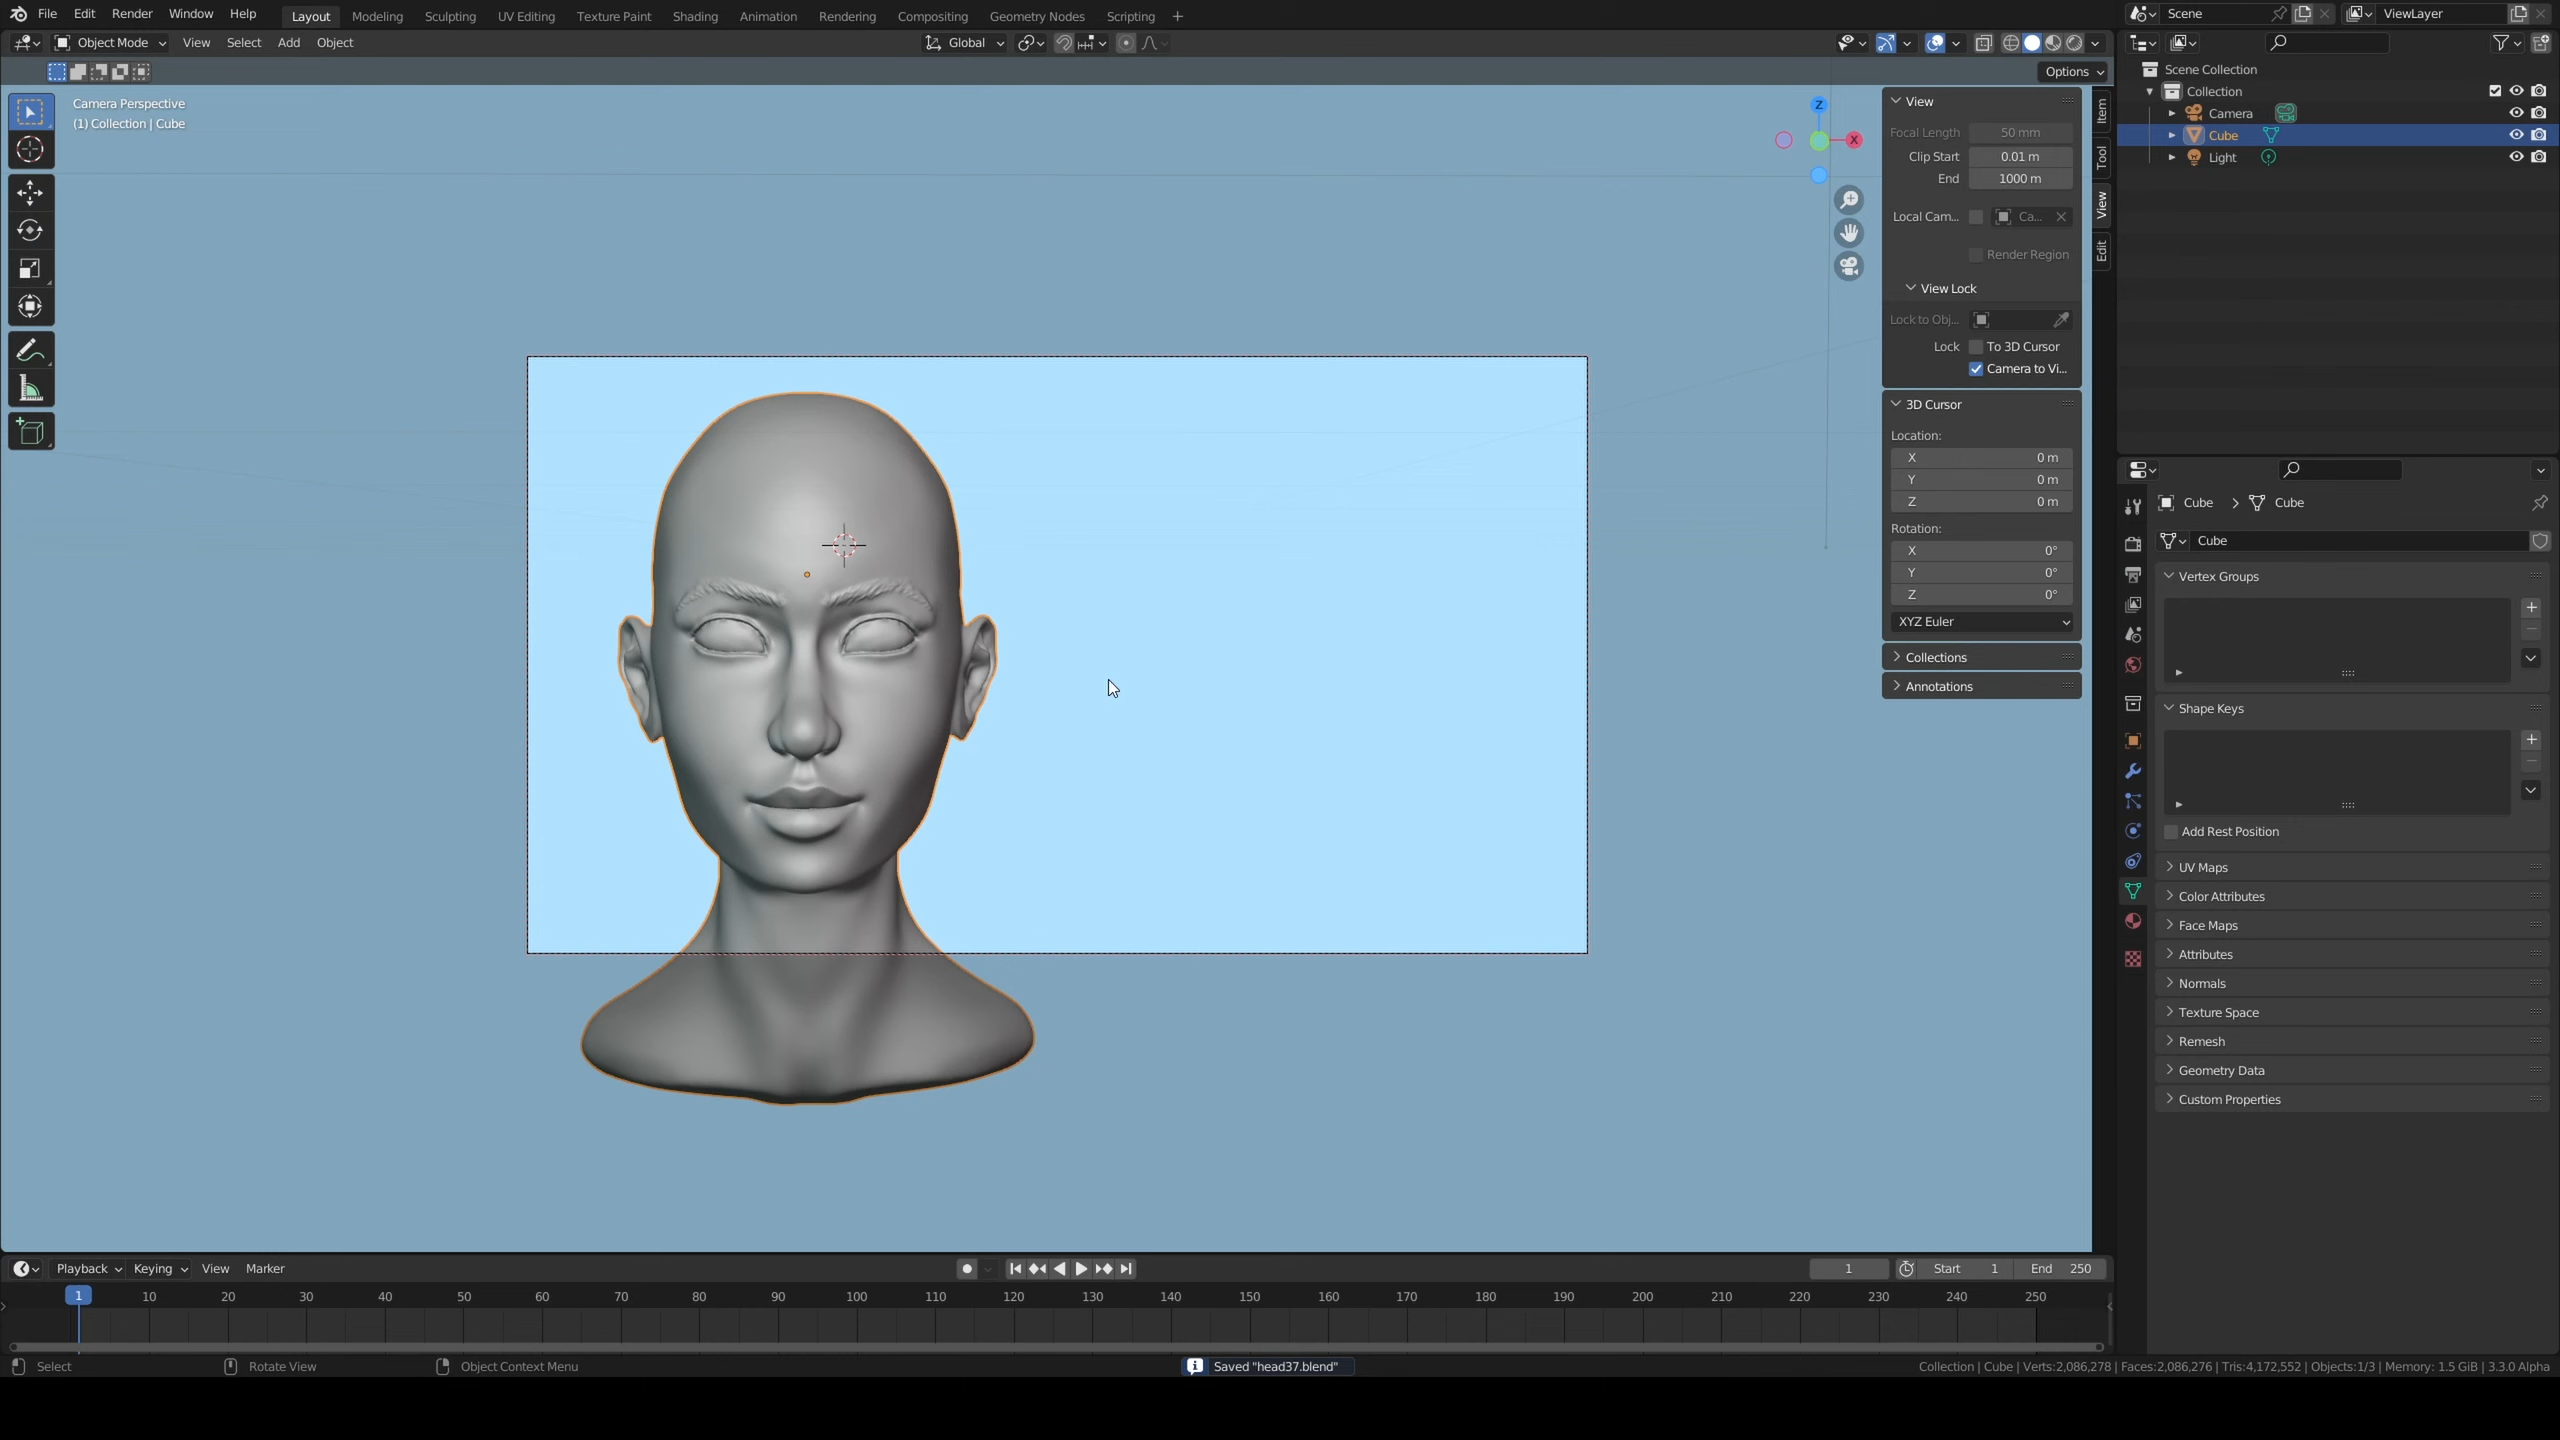 File Edit Render Window Help Layout Modeling Sculpting UV Editing Texture Paint Shading Animation Rendering Compositing Geometry Nodes Scripting + Scene ViewLayer
Object Mode View Select Add Object Global
Options
Camera Perspective
(1) Collection | Cube
Z
X
View
Focal Length 50 mm
Clip Start 0.01 m
End 1000 m
Local Cam... Ca...
Render Region
View Lock
Lock to Obj...
Lock To 3D Cursor
Camera to Vi...
3D Cursor
Location:
X 0 m
Y 0 m
Z 0 m
Rotation:
X 0°
Y 0°
Z 0°
XYZ Euler
Collections
Annotations
Item
Tool
View
Edit
Scene Collection
Collection
Camera
Cube
Light
Cube > Cube
Cube
Vertex Groups
Shape Keys
Add Rest Position
UV Maps
Color Attributes
Face Maps
Attributes
Normals
Texture Space
Remesh
Geometry Data
Custom Properties
Playback Keying View Marker 1 Start 1 End 250
1 10 20 30 40 50 60 70 80 90 100 110 120 130 140 150 160 170 180 190 200 210 220 230 240 250
Select Rotate View Object Context Menu Saved "head37.blend" Collection | Cube | Verts:2,086,278 | Faces:2,086,276 | Tris:4,172,552 | Objects:1/3 | Memory: 1.5 GiB | 3.3.0 Alpha